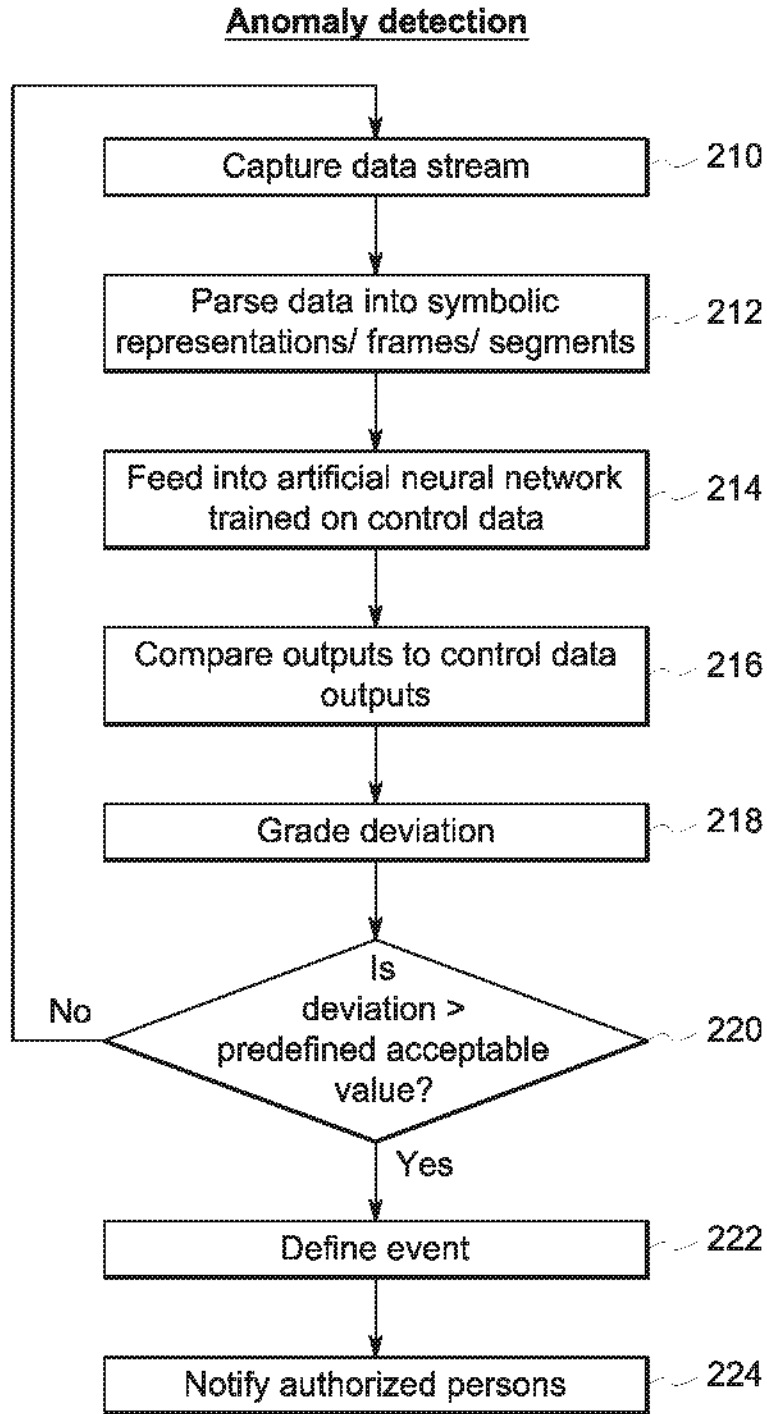 Anomaly detection
Capture data stream
210
Parse data into symbolic
representations/ frames/ segments
212
Feed into artificial neural network
trained on control data
214
Compare outputs to control data
outputs
216
Grade deviation
218
Is
deviation >
predefined acceptable
value?
220
No
Yes
Define event
222
Notify authorized persons
224